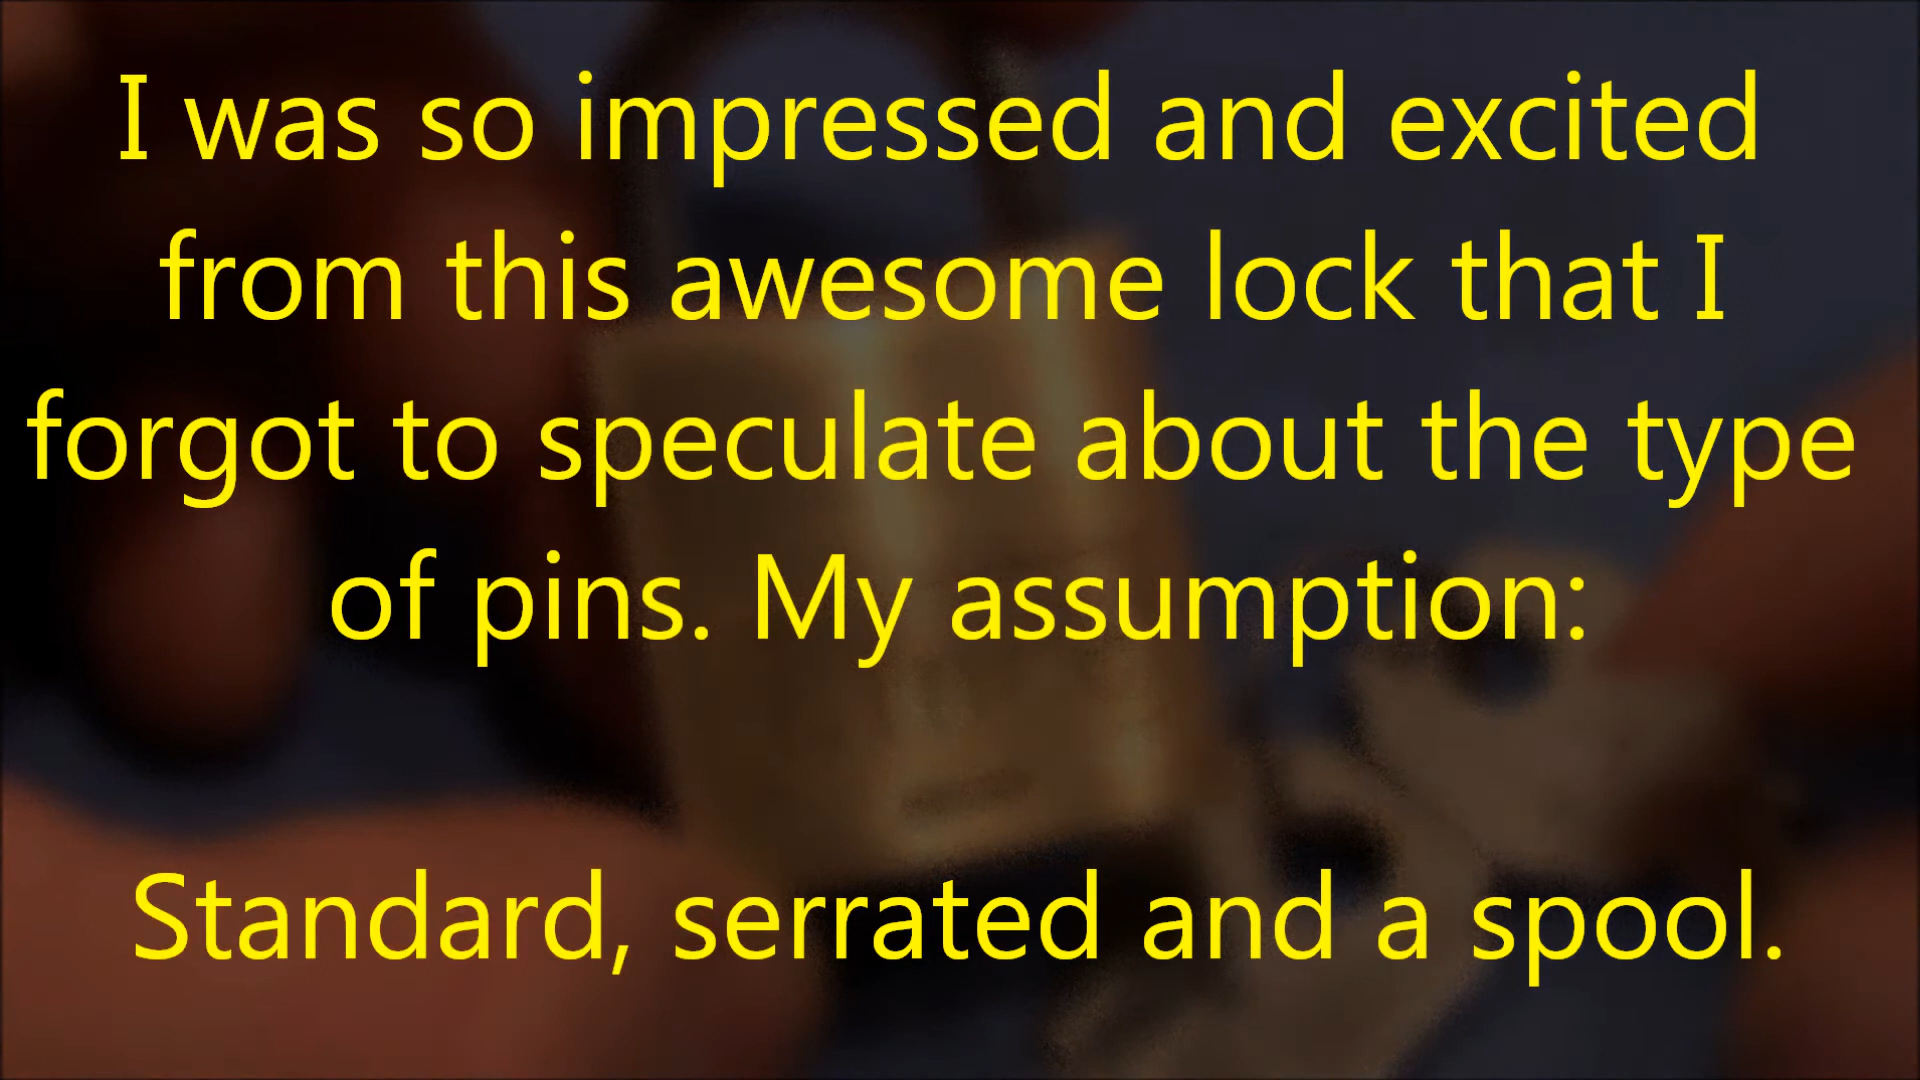 I was so impressed and excited
from this awesome lock that I
forgot to speculate about the type
of pins. My assumption:
Standard, serrated and a spool.